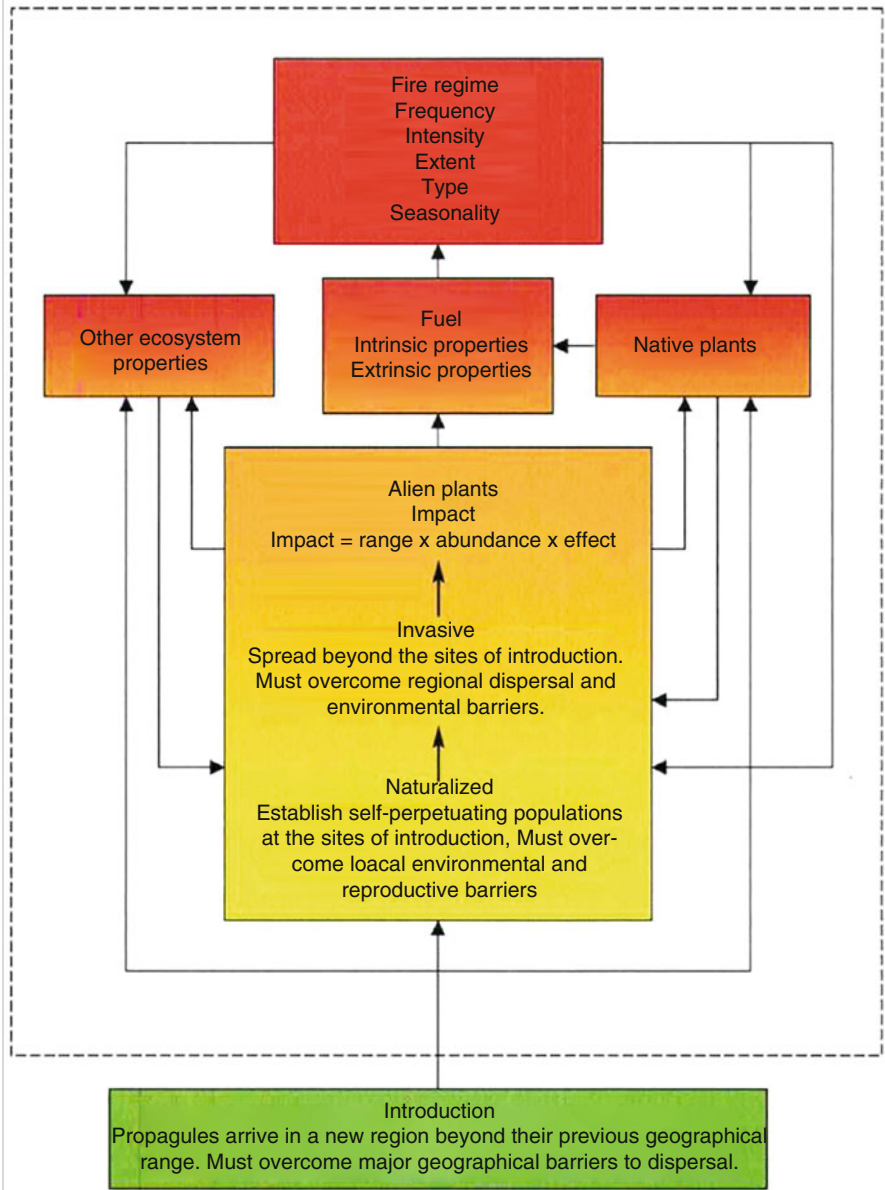 Fire regime
Frequency
Intensity
Extent
Type
Seasonality
Other ecosystem
properties
Fuel
Intrinsic properties
Extrinsic properties
Native plants
Alien plants
Impact
Impact = range x abundance x effect
Invasive
Spread beyond the sites of introduction.
Must overcome regional dispersal and
environmental barriers.
Naturalized
Establish self-perpetuating populations
at the sites of introduction, Must over-
come loacal environmental and
reproductive barriers
Introduction
Propagules arrive in a new region beyond their previous geographical
range. Must overcome major geographical barriers to dispersal.